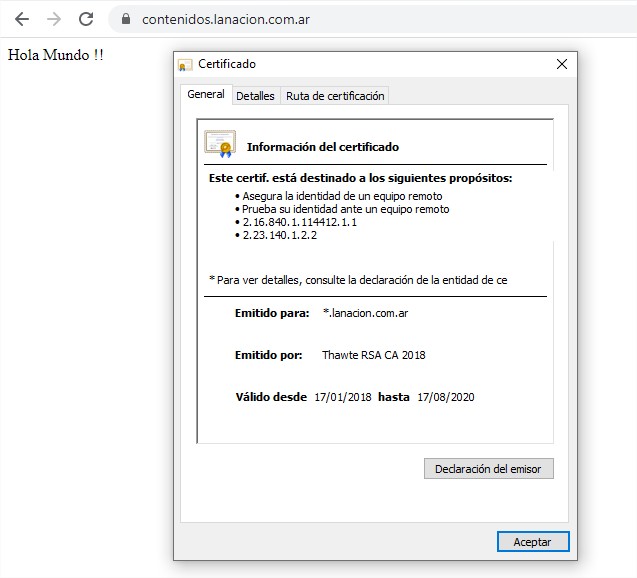 contenidos.lanacion.com.ar
Hola Mundo !!
Certificado
General
Detalles
Ruta de certificación
Información del certificado
Este certif. está destinado a los siguientes propósitos:
• Asegura la identidad de un equipo remoto
• Prueba su identidad ante un equipo remoto
• 2.16.840.1.114412.1.1
• 2.23.140.1.2.2
* Para ver detalles, consulte la declaración de la entidad de ce
Emitido para: *.lanacion.com.ar
Emitido por: Thawte RSA CA 2018
Válido desde 17/01/2018 hasta 17/08/2020
Declaración del emisor
Aceptar